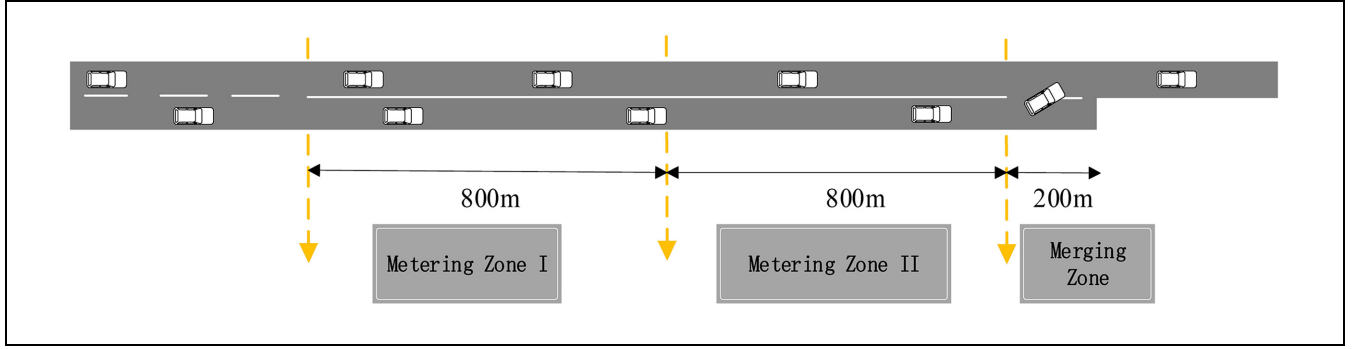 800m
800m
200m
Metering Zone I
Metering Zone II
Merging
Zone